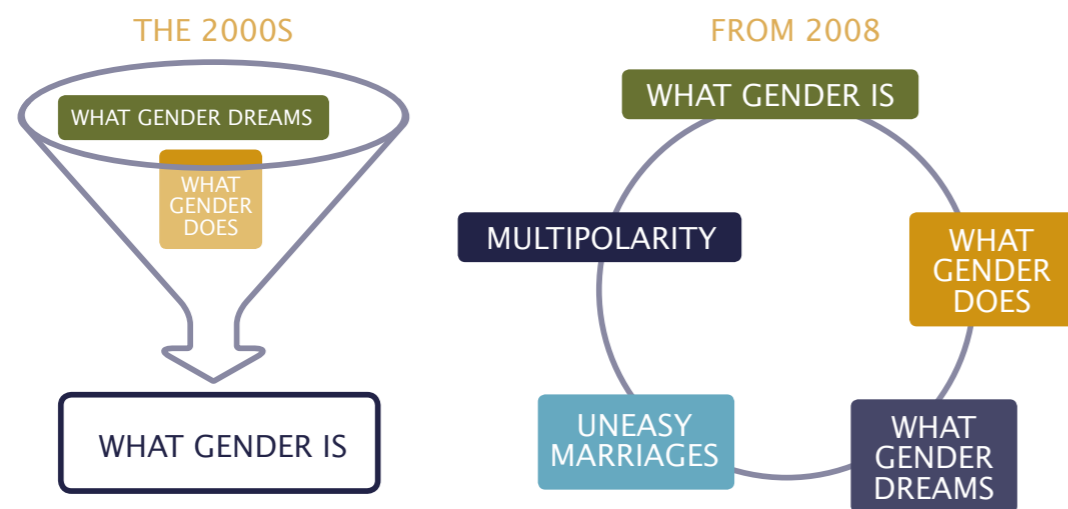 THE 2000S
WHAT GENDER DREAMS
WHAT
GENDER
DOES
WHAT GENDER IS
FROM 2008
WHAT GENDER IS
MULTIPOLARITY
WHAT
GENDER
DOES
UNEASY
MARRIAGES
WHAT
GENDER
DREAMS